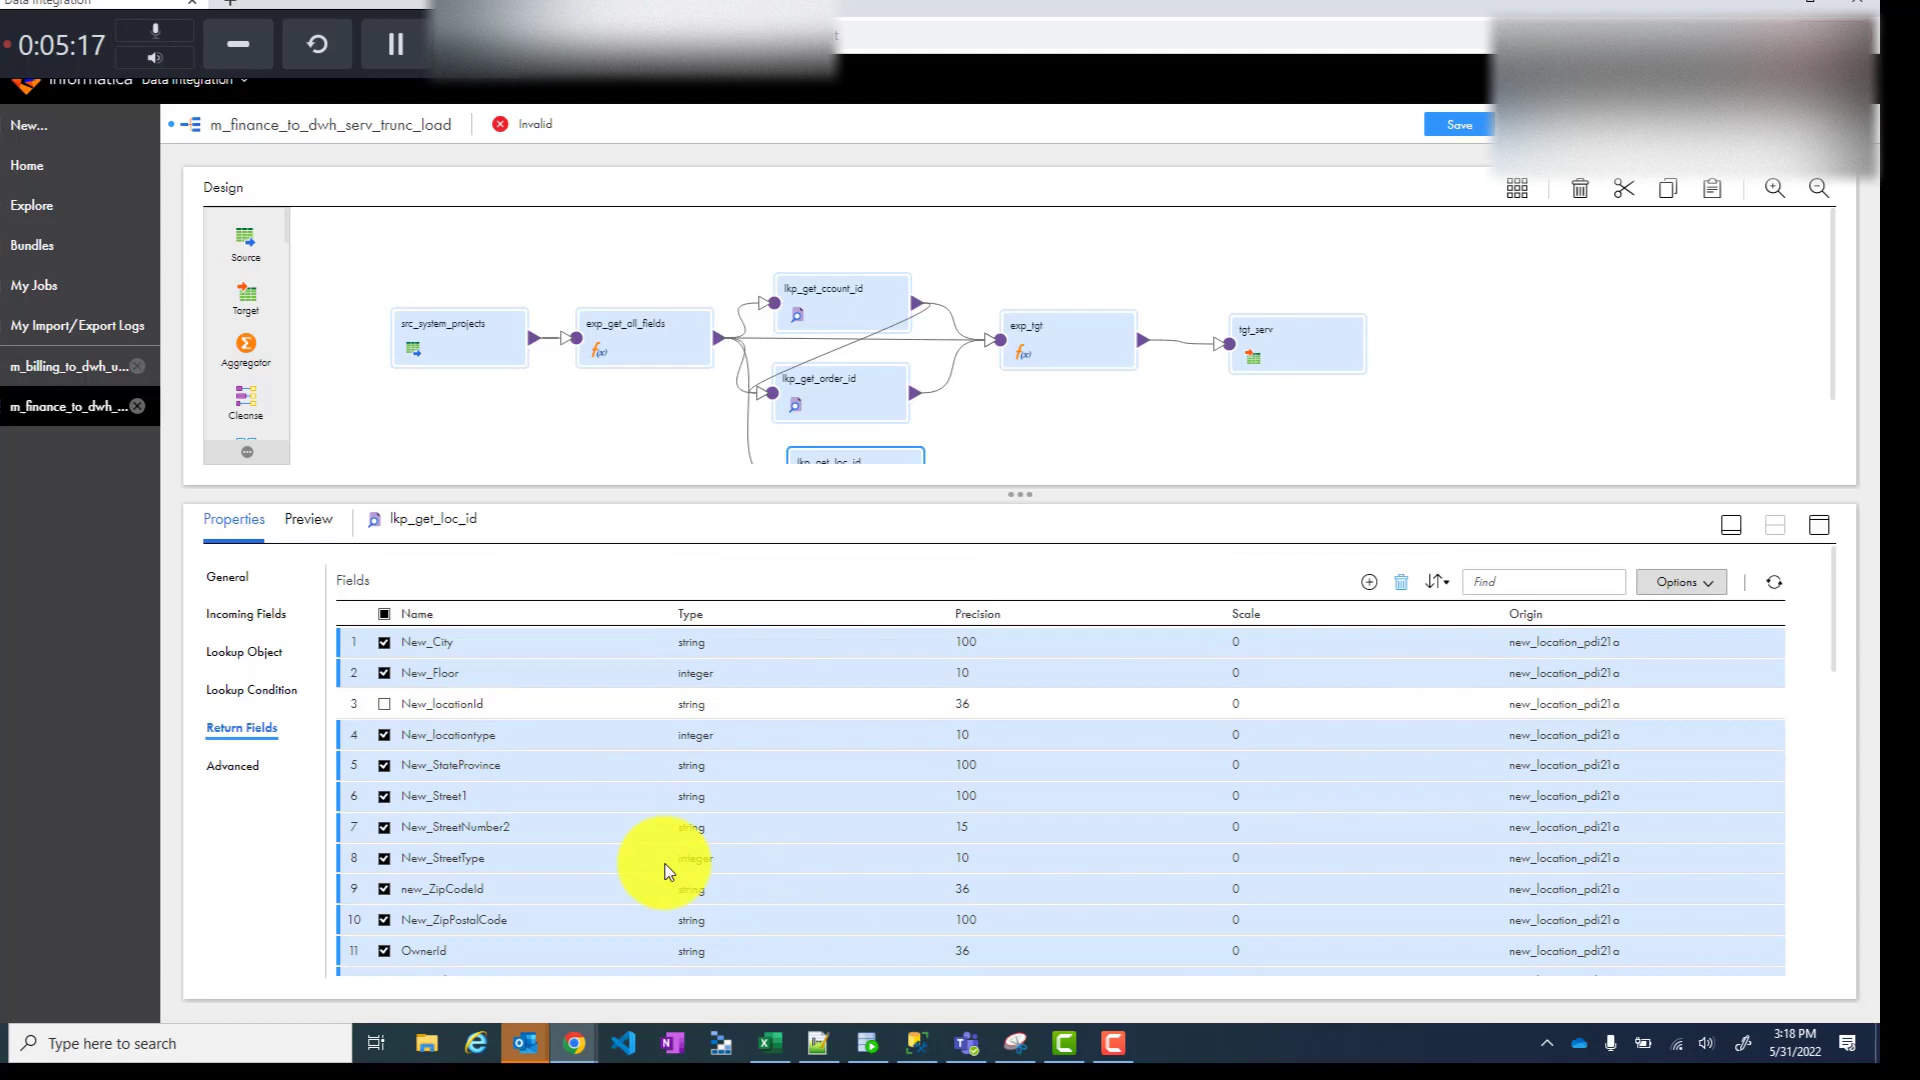 Data Integration
0:05:17
Informatica Data Integration
New...
Home
Explore
Bundles
My Jobs
My Import/Export Logs
m_billing_to_dwh_u...
m_finance_to_dwh_...
m_finance_to_dwh_serv_trunc_load
Invalid
Save
Design
Source
Target
Aggregator
Cleanse
src_system_projects
exp_get_all_fields
lkp_get_ccount_id
lkp_get_order_id
lkp_get_loc_id
exp_tgt
tgt_serv
Properties Preview lkp_get_loc_id
General
Incoming Fields
Lookup Object
Lookup Condition
Return Fields
Advanced
Fields
Find
Options
Name Type Precision Scale Origin
1 New_City string 100 0 new_location_pdi21a
2 New_Floor integer 10 0 new_location_pdi21a
3 New_locationId string 36 0 new_location_pdi21a
4 New_locationtype integer 10 0 new_location_pdi21a
5 New_StateProvince string 100 0 new_location_pdi21a
6 New_Street1 string 100 0 new_location_pdi21a
7 New_StreetNumber2 string 15 0 new_location_pdi21a
8 New_StreetType integer 10 0 new_location_pdi21a
9 new_ZipCodeId string 36 0 new_location_pdi21a
10 New_ZipPostalCode string 100 0 new_location_pdi21a
11 OwnerId string 36 0 new_location_pdi21a
Type here to search
3:18 PM
5/31/2022